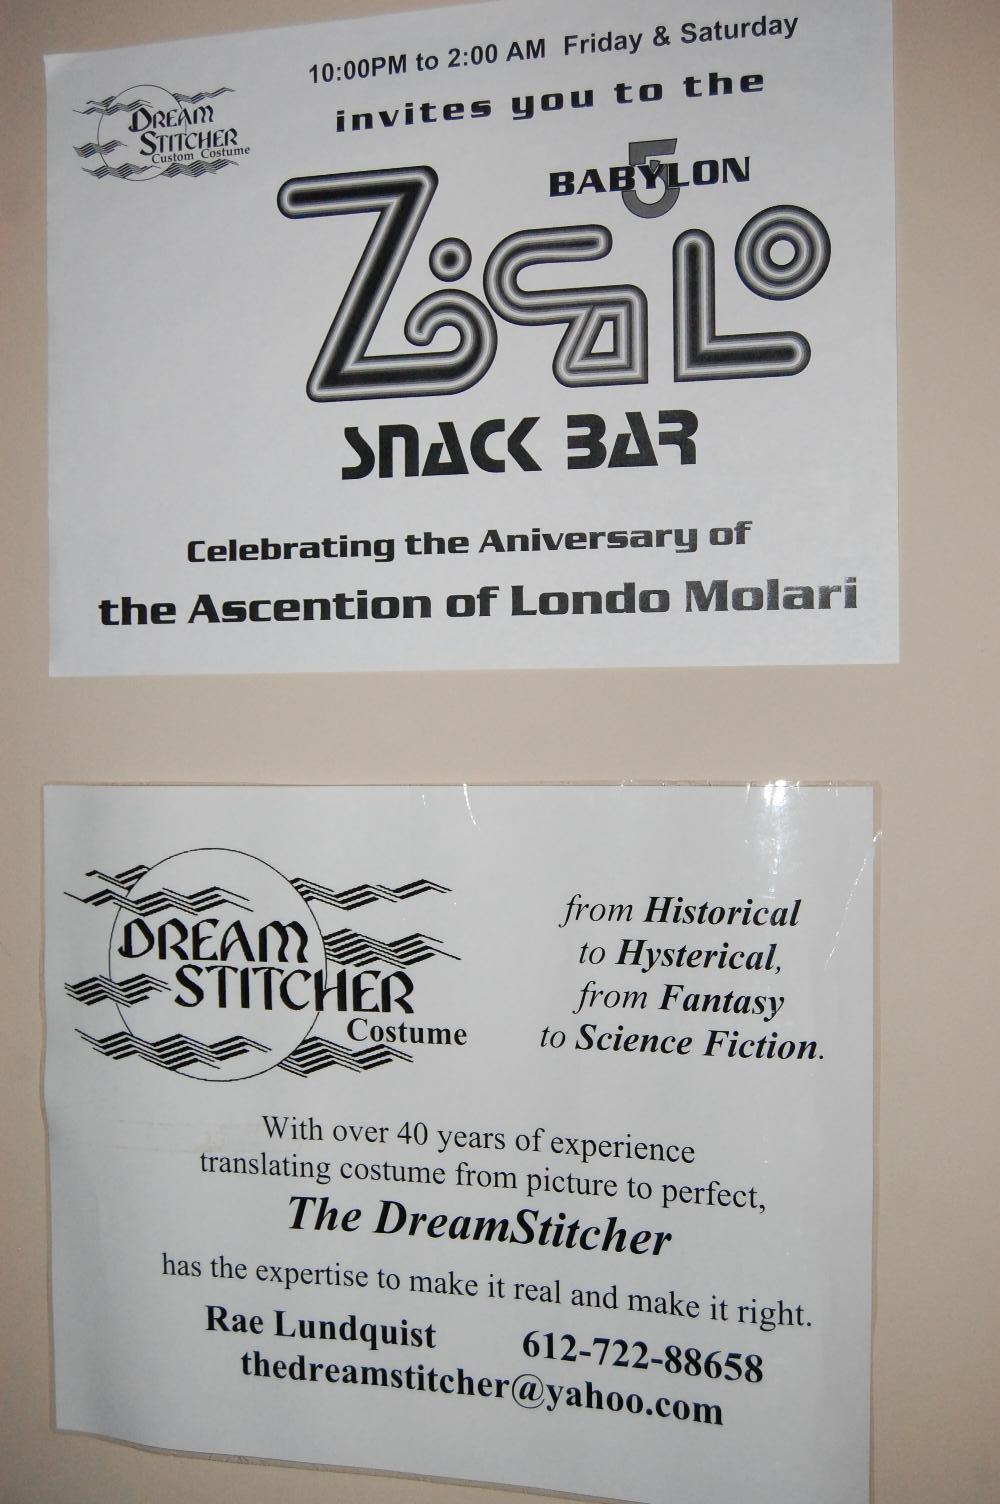 10:00PM to 2:00 AM Friday & Saturday
invites you to the
DREAM
STITCHER
Custom Costume
BABYLON
5
ZiGaLo
SNACK BAR
Celebrating the Aniversary of
the Ascention of Londo Molari
DREAM
STITCHER
Costume
from Historical
to Hysterical,
from Fantasy
to Science Fiction.
With over 40 years of experience
translating costume from picture to perfect,
The DreamStitcher
has the expertise to make it real and make it right.
Rae Lundquist 612-722-88658
thedreamstitcher@yahoo.com